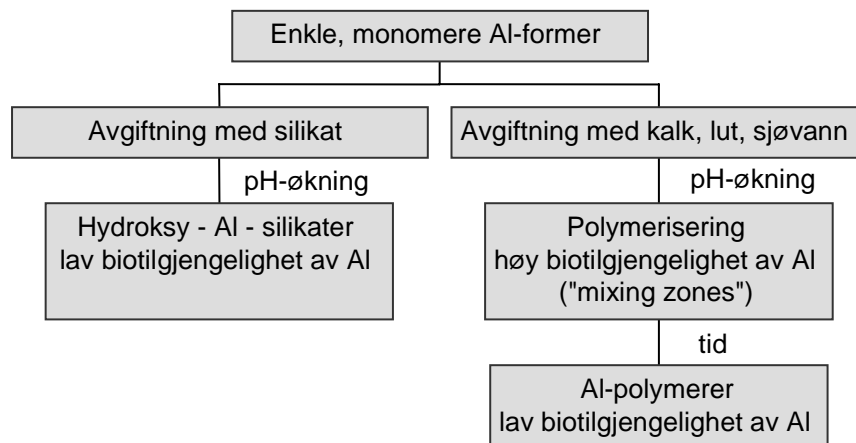 Enkle, monomere Al-former
Avgiftning med silikat
Avgiftning med kalk, lut, sjøvann
pH-økning
pH-økning
Hydroksy - Al - silikater
lav biotilgjengelighet av Al
Polymerisering
høy biotilgjengelighet av Al
("mixing zones")
tid
Al-polymerer
lav biotilgjengelighet av Al